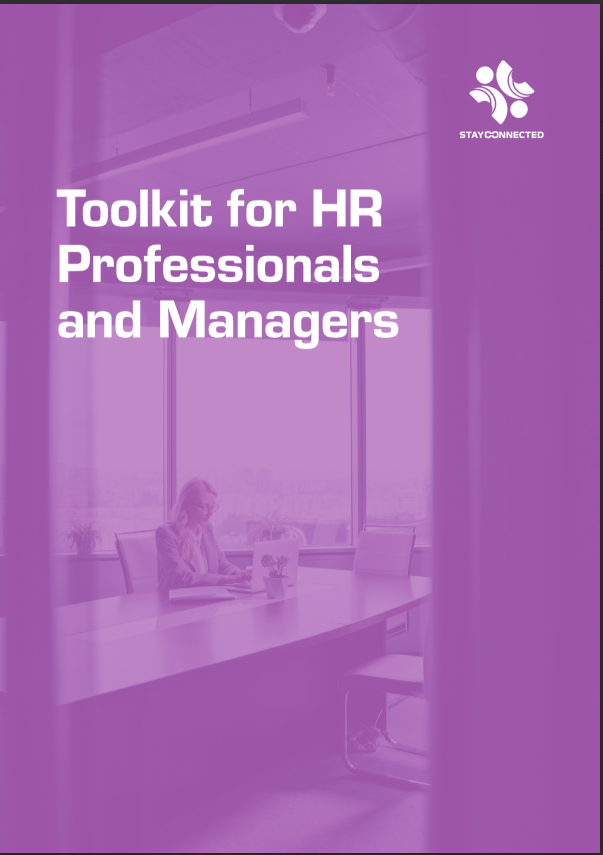 STAYCONNECTED
Toolkit for HR
Professionals
and Managers